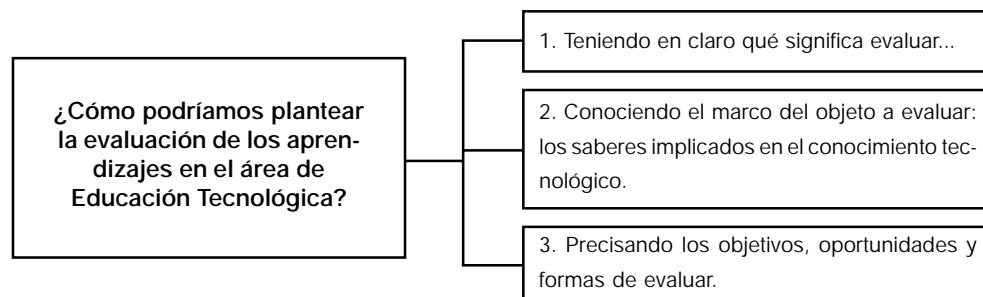 ¿Cómo podríamos plantear
la evaluación de los apren-
dizajes en el área de
Educación Tecnológica?
1. Teniendo en claro qué significa evaluar...
2. Conociendo el marco del objeto a evaluar:
los saberes implicados en el conocimiento tec-
nológico.
3. Precisando los objetivos, oportunidades y
formas de evaluar.